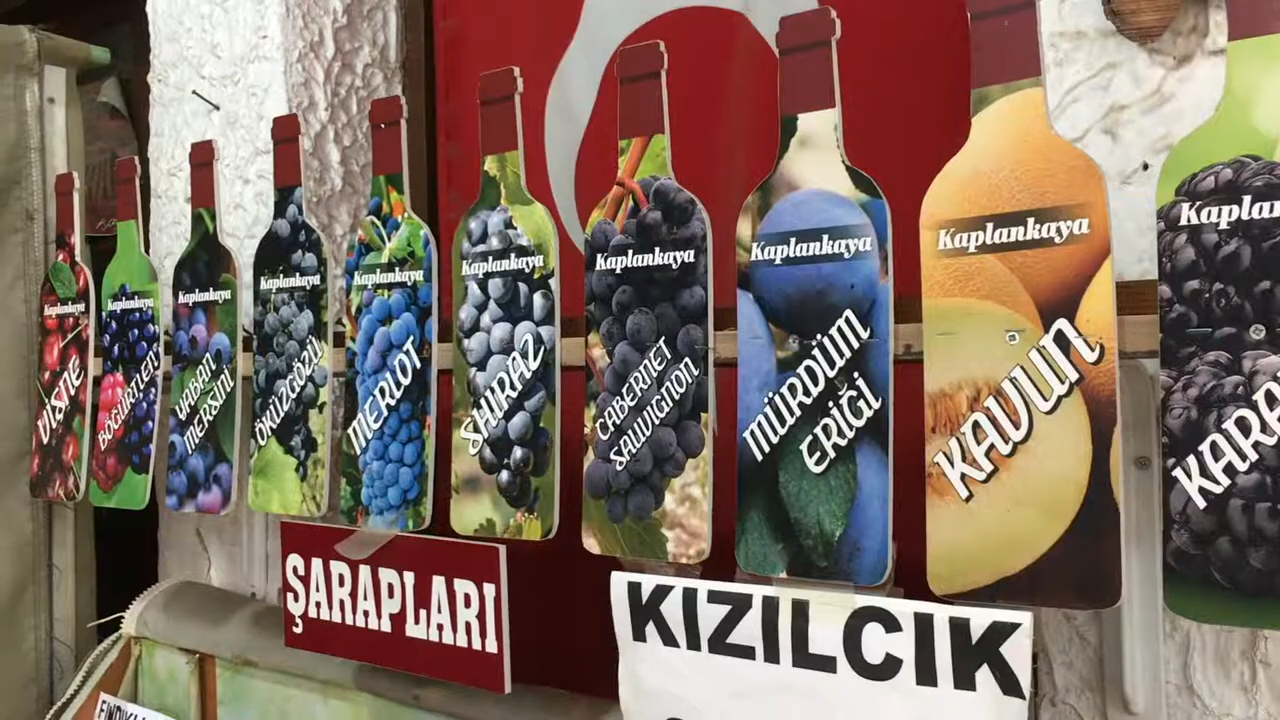 Kaplankaya
VİŞNE
Kaplankaya
BÖĞÜRTLEN
Kaplankaya
YABAN
MERSİNİ
Kaplankaya
ÖKÜZGÖZÜ
Kaplankaya
MERLOT
Kaplankaya
SHIRAZ
Kaplankaya
CABERNET
SAUVIGNON
Kaplankaya
MÜRDÜM
ERİĞİ
Kaplankaya
KAVUN
Kaplan
KARA
ŞARAPLARI
KIZILCIK